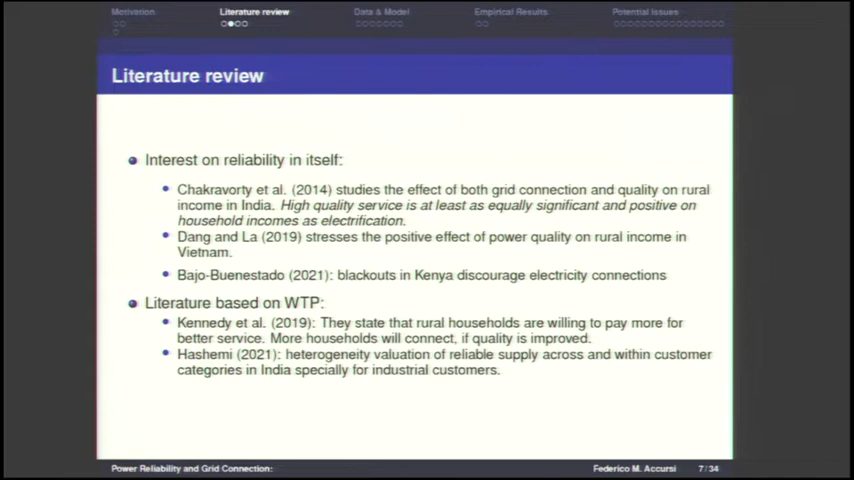 Motivation Literature review Data & Model Empirical Results Potential Issues
Literature review
Interest on reliability in itself:
Chakravorty et al. (2014) studies the effect of both grid connection and quality on rural
income in India. High quality service is at least as equally significant and positive on
household incomes as electrification.
Dang and La (2019) stresses the positive effect of power quality on rural income in
Vietnam.
Bajo-Buenestado (2021): blackouts in Kenya discourage electricity connections
Literature based on WTP:
Kennedy et al. (2019): They state that rural households are willing to pay more for
better service. More households will connect, if quality is improved.
Hashemi (2021): heterogeneity valuation of reliable supply across and within customer
categories in India specially for industrial customers.
Power Reliability and Grid Connection: Federico M. Accursi 7/34